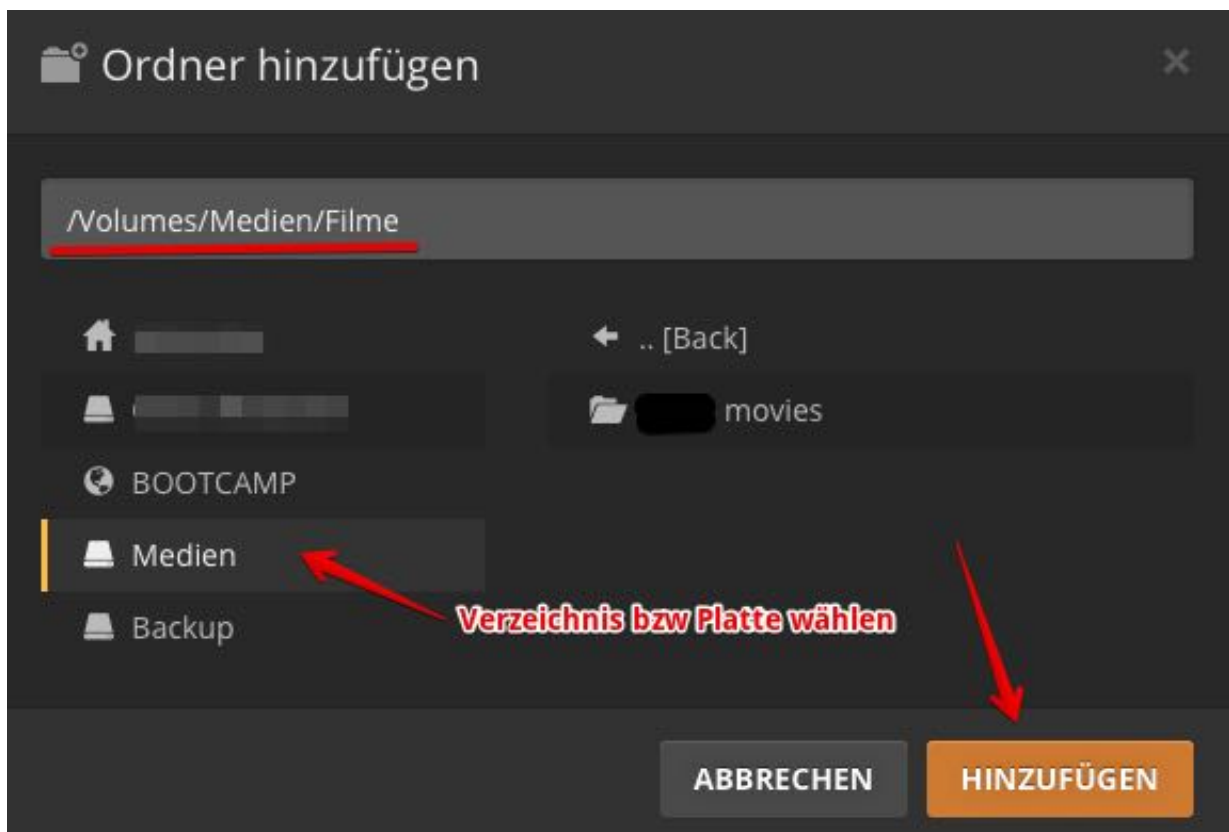 Ordner hinzufügen
/Volumes/Medien/Filme
.. [Back]
movies
BOOTCAMP
Medien
Verzeichnis bzw Platte wählen
Backup
ABBRECHEN
HINZUFÜGEN